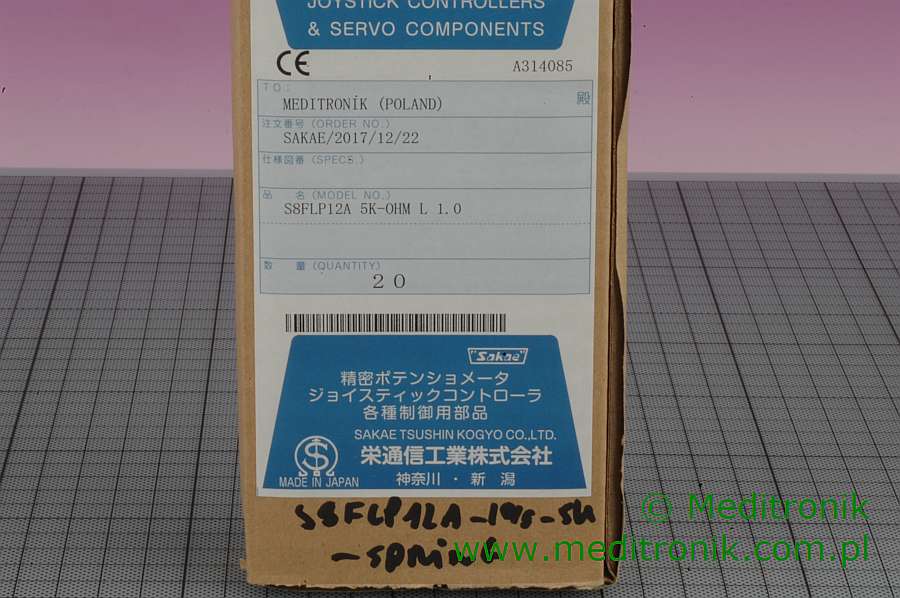 JOYSTICK CONTROLLERS
& SERVO COMPONENTS
CE
A314085
TO:
MEDITRONIK (POLAND) 殿
注文番号 (ORDER NO.)
SAKAE/2017/12/22
仕様図番 (SPECS.)
品 名 (MODEL NO.)
S8FLP12A 5K-OHM L 1.0
数 量 (QUANTITY)
20
"Sakae"
精密ポテンショメータ
ジョイスティックコントローラ
各種制御用部品
SAKAE TSUSHIN KOGYO CO.,LTD.
栄通信工業株式会社
MADE IN JAPAN
神奈川・新潟
S8FLP12A
© Meditronik
www.meditronik.com.pl